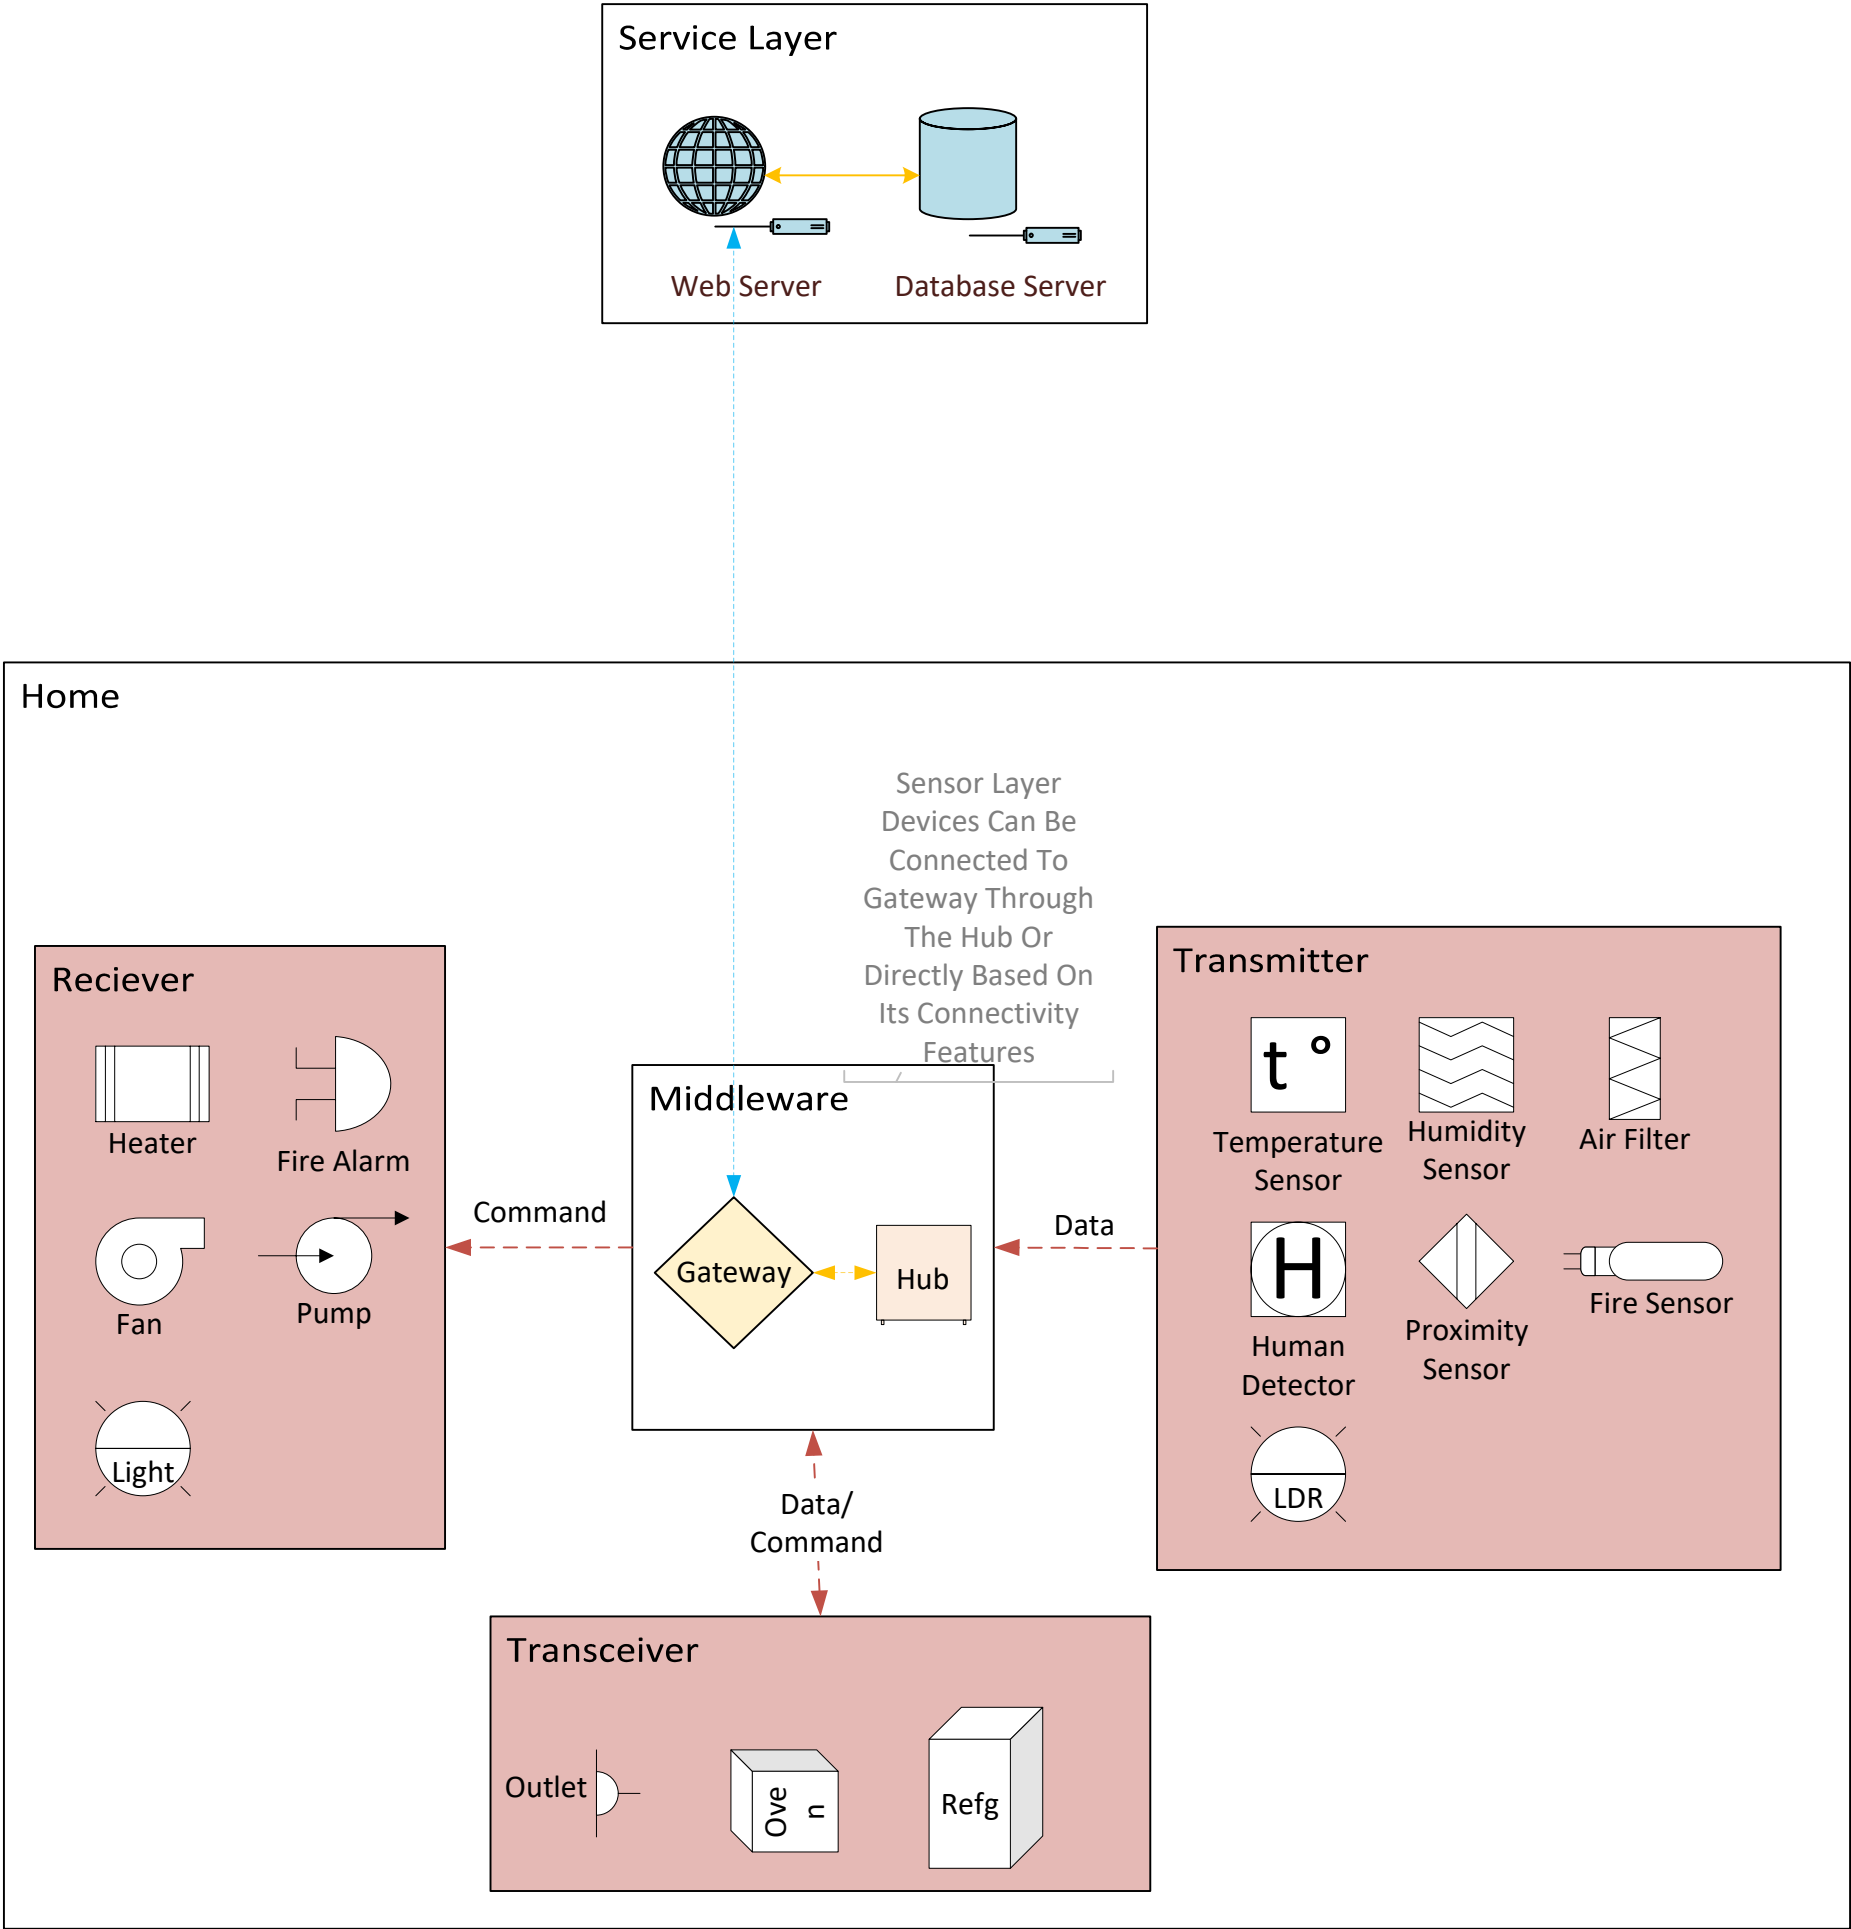 Service Layer
Web Server
Database Server
Home
Sensor Layer
Devices Can Be
Connected To
Gateway Through
The Hub Or
Directly Based On
Its Connectivity
Features
Reciever
Heater
Fire Alarm
Fan
Pump
Light
Command
Middleware
Gateway
Hub
Data
Transmitter
t °
Temperature
Sensor
Humidity
Sensor
Air Filter
H
Human
Detector
Proximity
Sensor
Fire Sensor
LDR
Data/
Command
Transceiver
Outlet
Ove
n
Refg